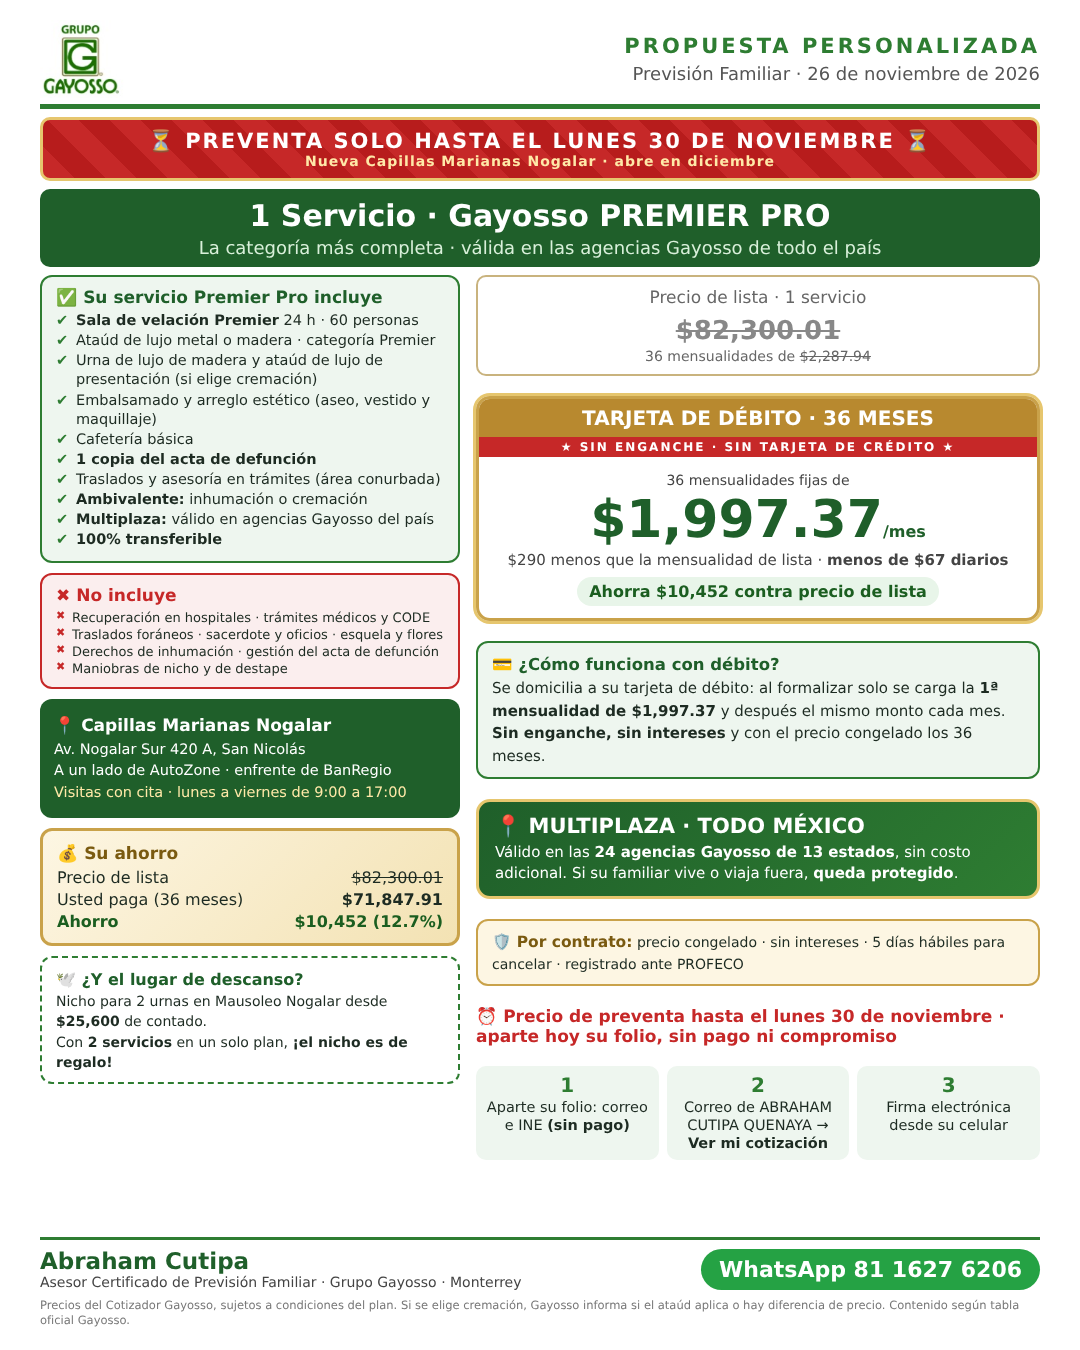 GRUPO
G
GAYOSSO
PROPUESTA PERSONALIZADA
Previsión Familiar · 26 de noviembre de 2026
⏳ PREVENTA SOLO HASTA EL LUNES 30 DE NOVIEMBRE ⏳
Nueva Capillas Marianas Nogalar · abre en diciembre
1 Servicio · Gayosso PREMIER PRO
La categoría más completa · válida en las agencias Gayosso de todo el país
✅ Su servicio Premier Pro incluye
✔ Sala de velación Premier 24 h · 60 personas
✔ Ataúd de lujo metal o madera · categoría Premier
✔ Urna de lujo de madera y ataúd de lujo de
presentación (si elige cremación)
✔ Embalsamado y arreglo estético (aseo, vestido y
maquillaje)
✔ Cafetería básica
✔ 1 copia del acta de defunción
✔ Traslados y asesoría en trámites (área conurbada)
✔ Ambivalente: inhumación o cremación
✔ Multiplaza: válido en agencias Gayosso del país
✔ 100% transferible
✖ No incluye
✖ Recuperación en hospitales · trámites médicos y CODE
✖ Traslados foráneos · sacerdote y oficios · esquela y flores
✖ Derechos de inhumación · gestión del acta de defunción
✖ Maniobras de nicho y de destape
📍 Capillas Marianas Nogalar
Av. Nogalar Sur 420 A, San Nicolás
A un lado de AutoZone · enfrente de BanRegio
Visitas con cita · lunes a viernes de 9:00 a 17:00
💰 Su ahorro
Precio de lista $82,300.01
Usted paga (36 meses) $71,847.91
Ahorro $10,452 (12.7%)
🕊️ ¿Y el lugar de descanso?
Nicho para 2 urnas en Mausoleo Nogalar desde
$25,600 de contado.
Con 2 servicios en un solo plan, ¡el nicho es de
regalo!
Precio de lista · 1 servicio
$82,300.01
36 mensualidades de $2,287.94
TARJETA DE DÉBITO · 36 MESES
★ SIN ENGANCHE · SIN TARJETA DE CRÉDITO ★
36 mensualidades fijas de
$1,997.37/mes
$290 menos que la mensualidad de lista · menos de $67 diarios
Ahorra $10,452 contra precio de lista
💳 ¿Cómo funciona con débito?
Se domicilia a su tarjeta de débito: al formalizar solo se carga la 1ª
mensualidad de $1,997.37 y después el mismo monto cada mes.
Sin enganche, sin intereses y con el precio congelado los 36
meses.
📍 MULTIPLAZA · TODO MÉXICO
Válido en las 24 agencias Gayosso de 13 estados, sin costo
adicional. Si su familiar vive o viaja fuera, queda protegido.
🛡️ Por contrato: precio congelado · sin intereses · 5 días hábiles para
cancelar · registrado ante PROFECO
⏰ Precio de preventa hasta el lunes 30 de noviembre ·
aparte hoy su folio, sin pago ni compromiso
1
Aparte su folio: correo
e INE (sin pago)
2
Correo de ABRAHAM
CUTIPA QUENAYA →
Ver mi cotización
3
Firma electrónica
desde su celular
Abraham Cutipa
Asesor Certificado de Previsión Familiar · Grupo Gayosso · Monterrey
WhatsApp 81 1627 6206
Precios del Cotizador Gayosso, sujetos a condiciones del plan. Si se elige cremación, Gayosso informa si el ataúd aplica o hay diferencia de precio. Contenido según tabla
oficial Gayosso.